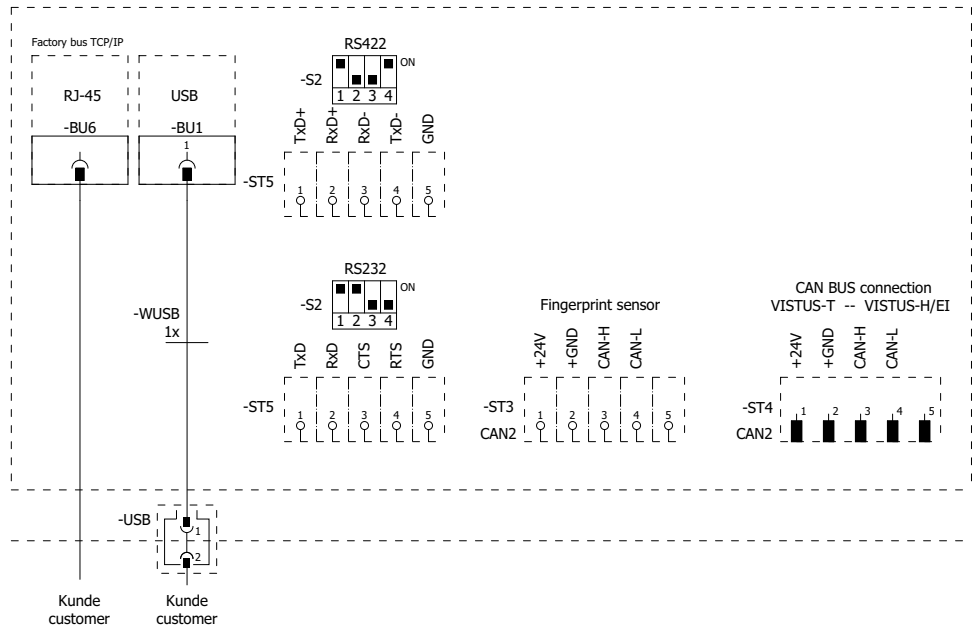 Factory bus TCP/IP
RJ-45
USB
-BU6
-BU1
1
RS422
-S2
ON
1 2 3 4
TxD+ RxD+ RxD- TxD- GND
-ST5
1 2 3 4 5
RS232
-S2
ON
1 2 3 4
TxD RxD CTS RTS GND
-ST5
1 2 3 4 5
-WUSB
1x
Fingerprint sensor
+24V +GND CAN-H CAN-L
-ST3
CAN2
1 2 3 4 5
CAN BUS connection
VISTUS-T -- VISTUS-H/EI
+24V +GND CAN-H CAN-L
-ST4
CAN2
1 2 3 4 5
-USB
1
2
Kunde
customer
Kunde
customer